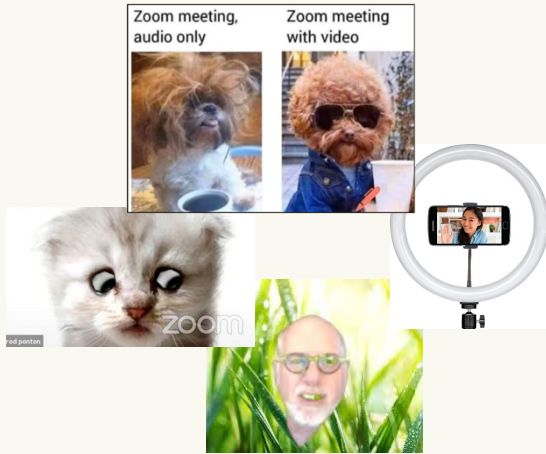 Zoom meeting,
audio only
Zoom meeting
with video
zoom
rod ponton